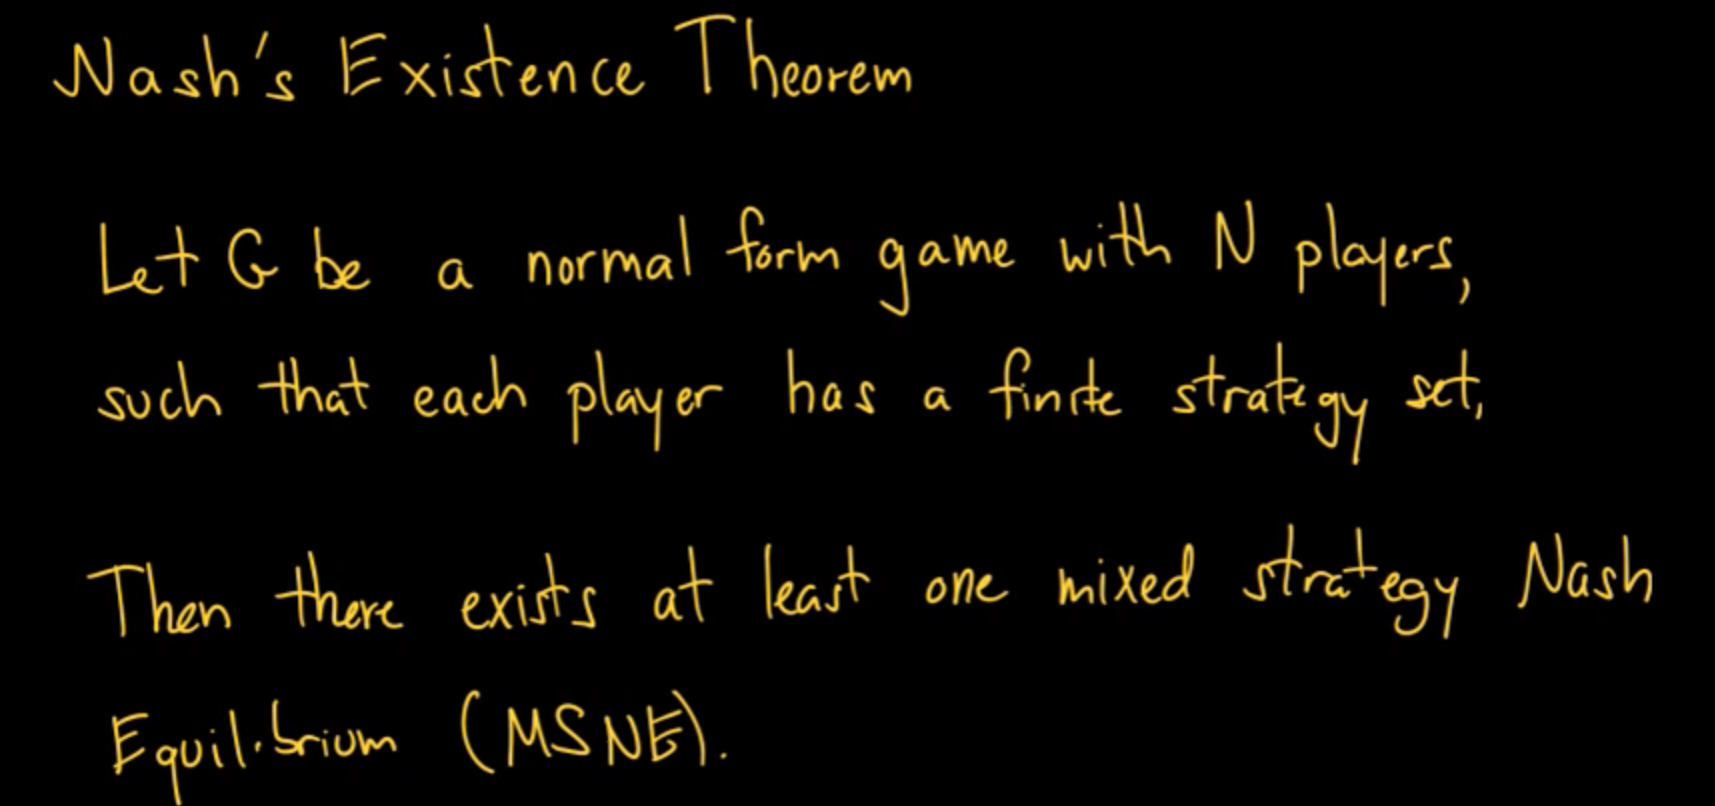 Nash's Existence Theorem
Let G be a normal form game with N players,
such that each player has a finite strategy set,
Then there exists at least one mixed strategy Nash
Equilibrium (MSNE).